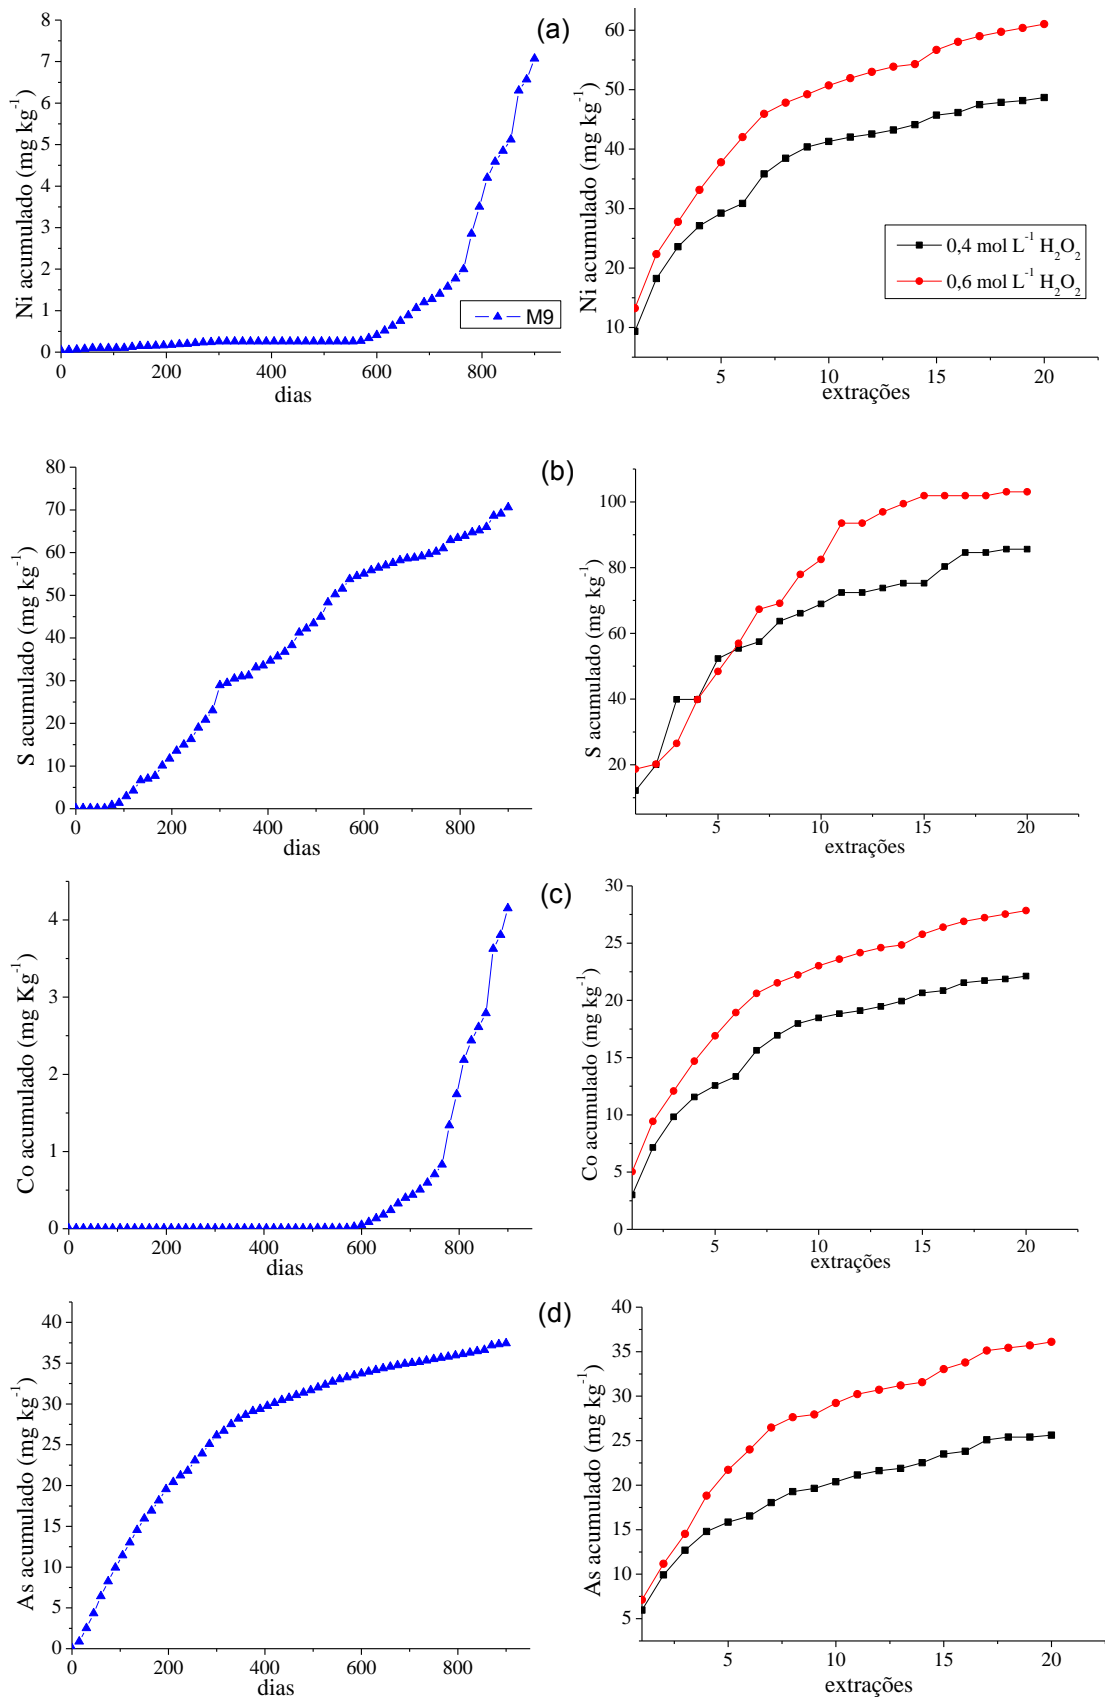 (a)
Ni acumulado (mg kg⁻¹)
8
7
6
5
4
3
2
1
0
0 200 400 600 800
dias
M9
Ni acumulado (mg kg⁻¹)
60
50
40
30
20
10
5 10 15 20
extrações
0,4 mol L⁻¹ H₂O₂
0,6 mol L⁻¹ H₂O₂
(b)
S acumulado (mg kg⁻¹)
80
70
60
50
40
30
20
10
0
0 200 400 600 800
dias
S acumulado (mg kg⁻¹)
100
80
60
40
20
5 10 15 20
extrações
(c)
Co acumulado (mg Kg⁻¹)
4
3
2
1
0
0 200 400 600 800
dias
Co acumulado (mg kg⁻¹)
30
25
20
15
10
5
0
5 10 15 20
extrações
(d)
As acumulado (mg kg⁻¹)
40
35
30
25
20
15
10
5
0
0 200 400 600 800
dias
As acumulado (mg kg⁻¹)
40
35
30
25
20
15
10
5
5 10 15 20
extrações